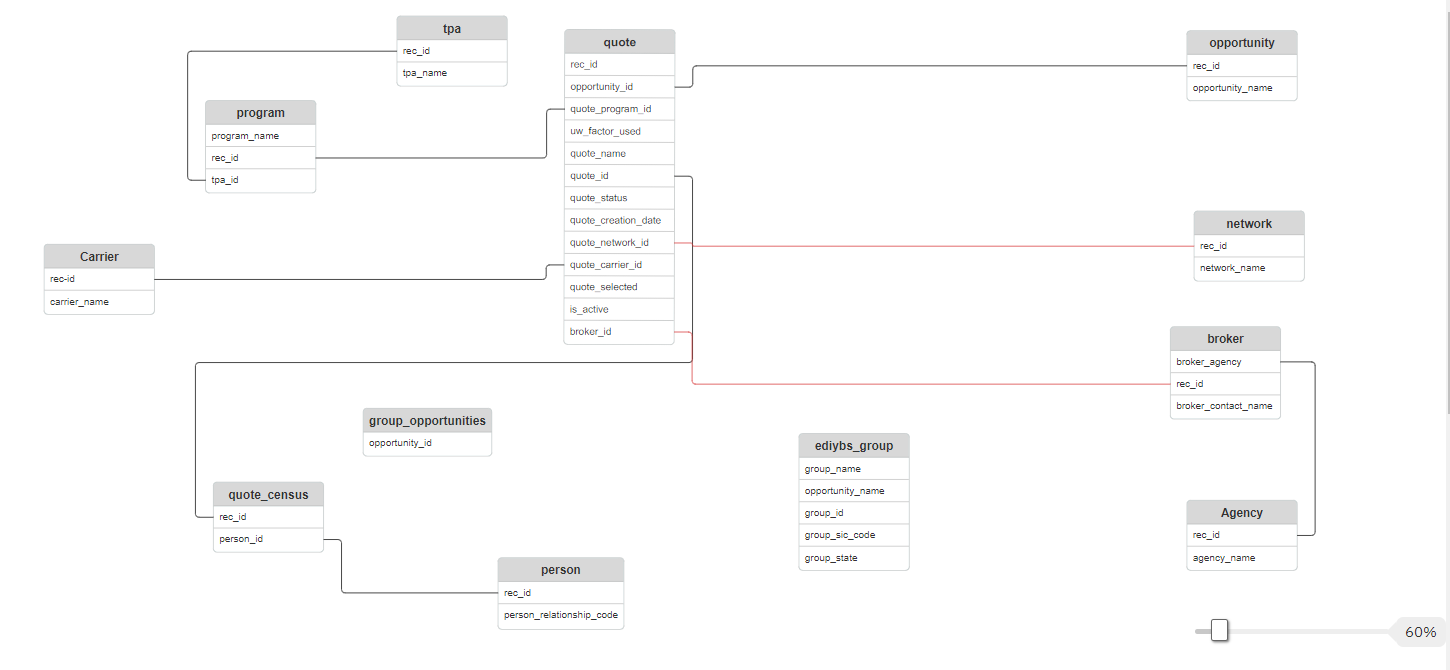 tpa
rec_id
tpa_name
quote
rec_id
opportunity_id
quote_program_id
uw_factor_used
quote_name
quote_id
quote_status
quote_creation_date
quote_network_id
quote_carrier_id
quote_selected
is_active
broker_id
opportunity
rec_id
opportunity_name
program
program_name
rec_id
tpa_id
network
rec_id
network_name
Carrier
rec-id
carrier_name
broker
broker_agency
rec_id
broker_contact_name
group_opportunities
opportunity_id
ediybs_group
group_name
opportunity_name
group_id
group_sic_code
group_state
quote_census
rec_id
person_id
Agency
rec_id
agency_name
person
rec_id
person_relationship_code
60%